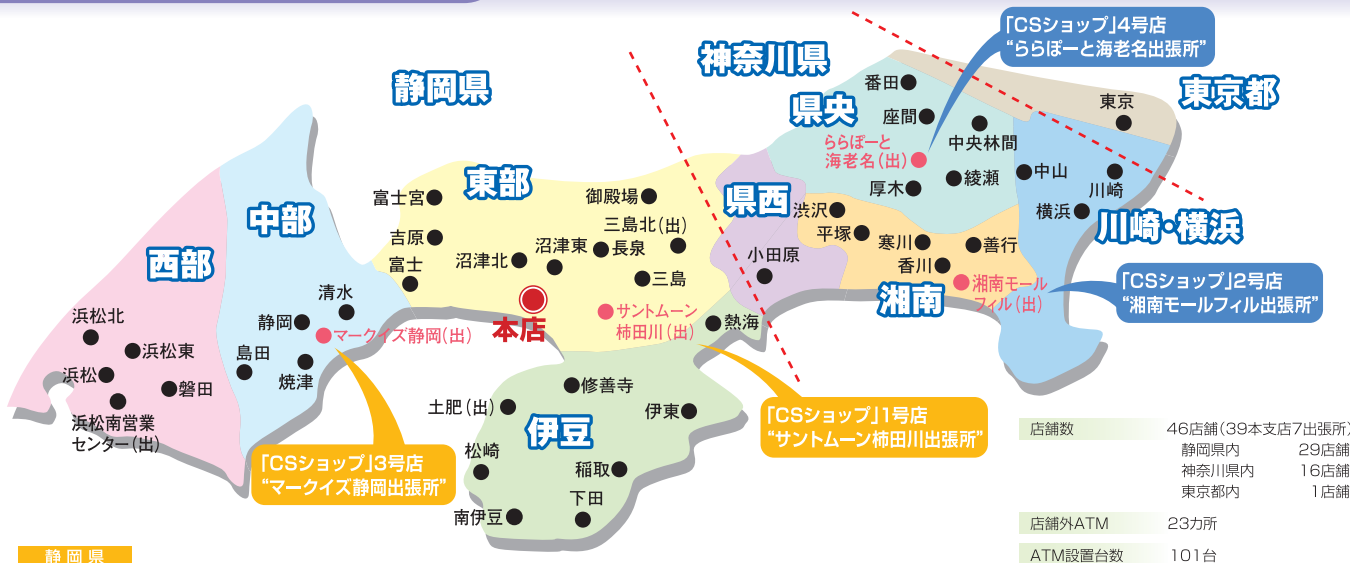 「CSショップ」4号店
“ららぽーと海老名出張所”
神奈川県
静岡県
東京都
番田
県央
座間
東京
ららぽーと
海老名(出)
中央林間
厚木
綾瀬
中山
川崎
横浜
川崎・横浜
東部
富士宮
御殿場
県西
渋沢
中部
吉原
三島北(出)
平塚
寒川
善行
西部
沼津東
長泉
沼津北
富士
三島
小田原
香川
湘南モール
フィル(出)
湘南
「CSショップ」2号店
“湘南モールフィル出張所”
清水
静岡
マークイズ静岡(出)
本店
サントムーン
柿田川(出)
熱海
浜松北
浜松東
島田
焼津
浜松
磐田
浜松南営業
センター(出)
修善寺
土肥(出)
伊豆
伊東
「CSショップ」1号店
“サントムーン柿田川出張所”
「CSショップ」3号店
“マークイズ静岡出張所”
松崎
稲取
下田
南伊豆
店舗数 46店舗(39本支店7出張所)
静岡県内 29店舗
神奈川県内 16店舗
東京都内 1店舗
店舗外ATM 23カ所
ATM設置台数 101台
静岡県